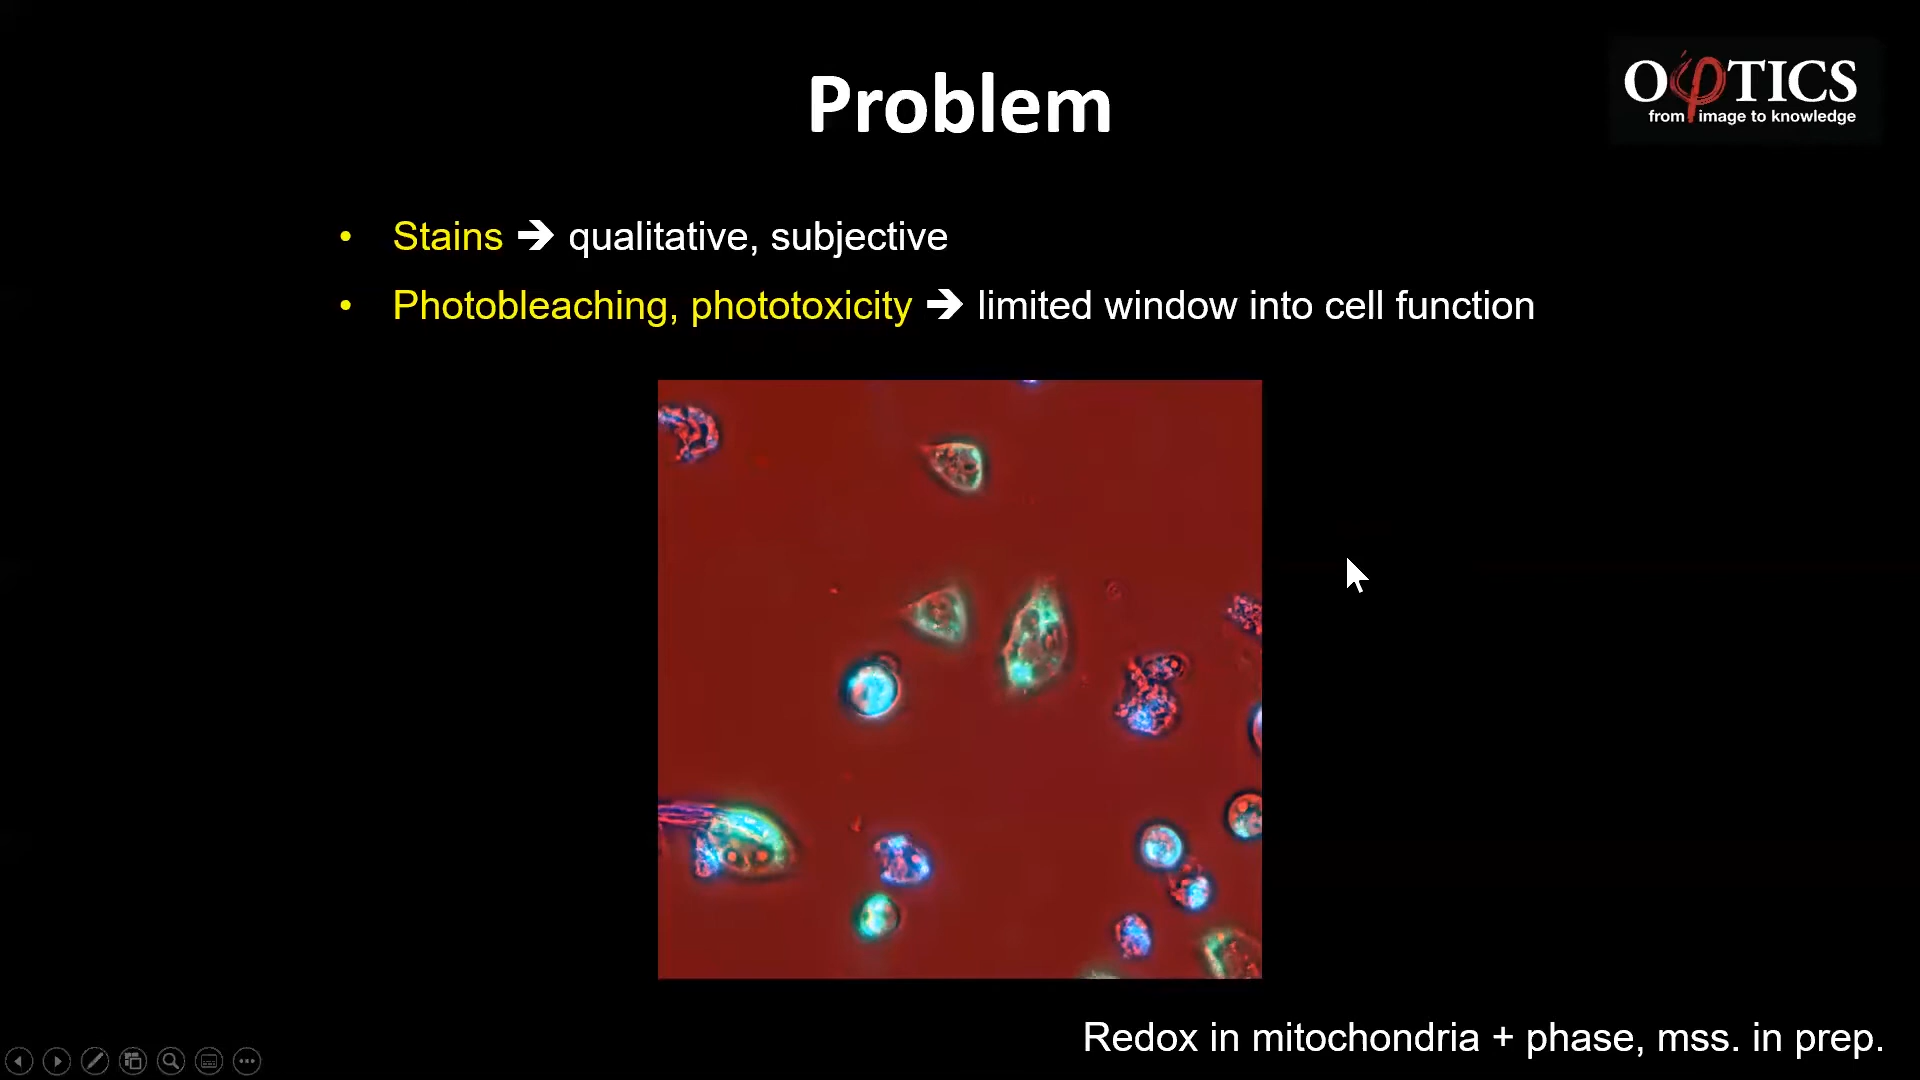 Problem
OφTICS
from image to knowledge
• Stains ➔ qualitative, subjective
• Photobleaching, phototoxicity ➔ limited window into cell function
Redox in mitochondria + phase, mss. in prep.